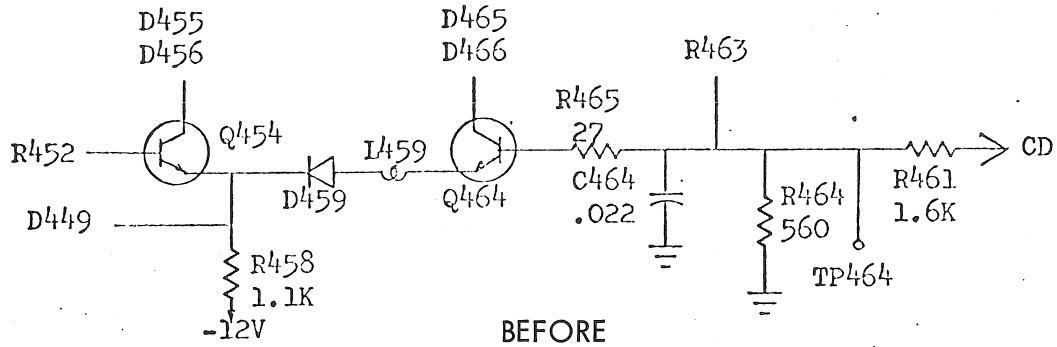 D455
D456
D465
D466
R463
R465
27
Q454
R452
L459
CD
D459
Q464
C464
.022
R464
560
R461
1.6K
D449
R458
1.1K
-12V
TP464
BEFORE